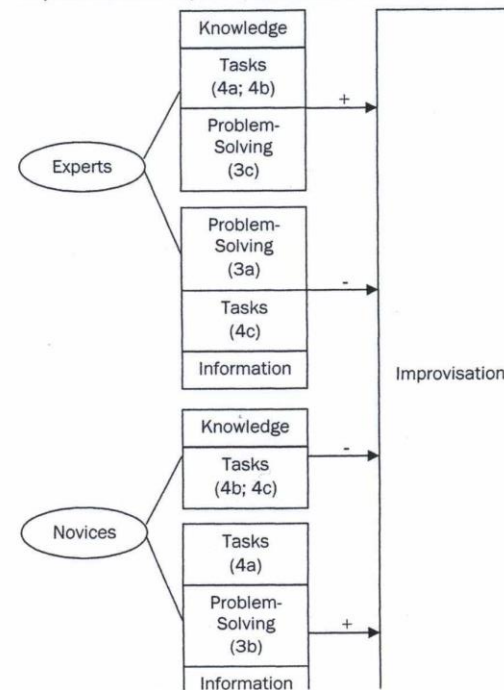 Knowledge
Tasks
(4a; 4b)
+
Problem-
Solving
(3c)
Experts
Problem-
Solving
(3a)
-
Tasks
(4c)
Information
Improvisation
Knowledge
-
Tasks
(4b; 4c)
Novices
Tasks
(4a)
Problem-
Solving
(3b)
+
Information